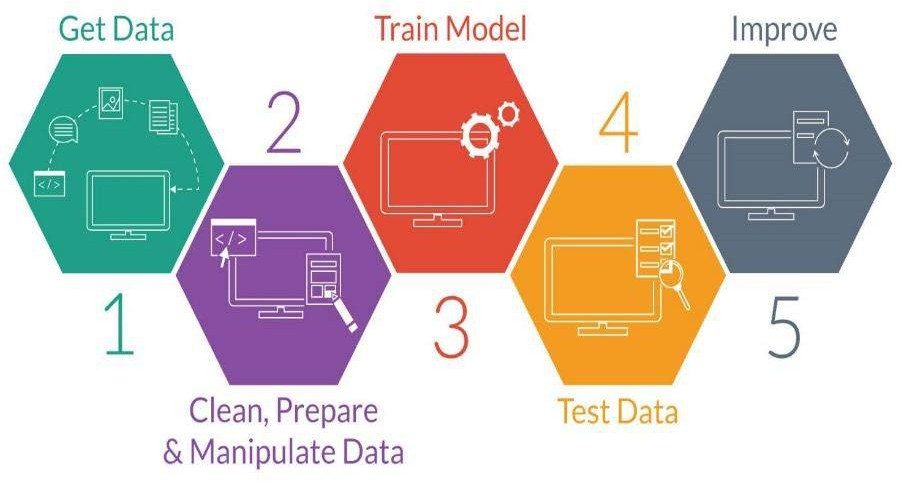 Get Data
1
2
Clean, Prepare
& Manipulate Data
Train Model
3
4
Test Data
Improve
5
</>
</>